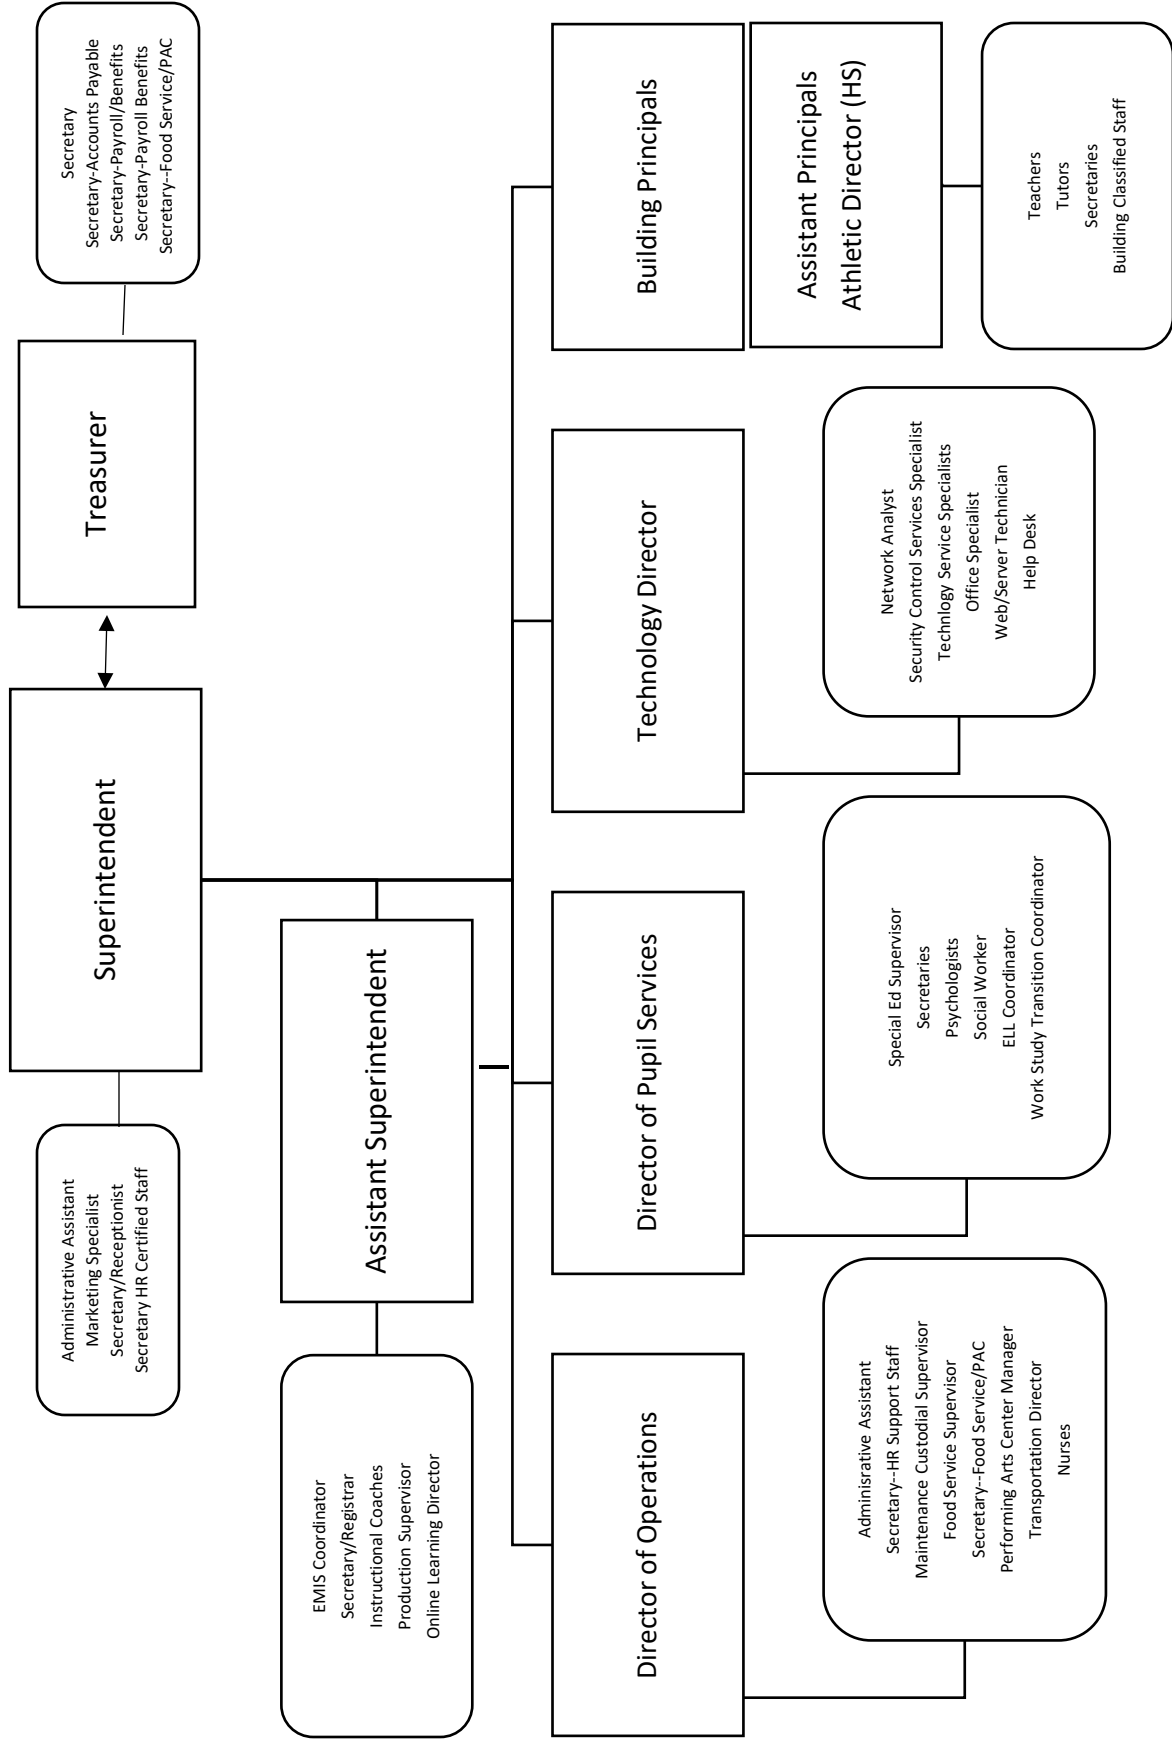 Administrative Assistant
Marketing Specialist
Secretary/Receptionist
Secretary HR Certified Staff
Superintendent
Treasurer
Secretary
Secretary-Accounts Payable
Secretary-Payroll/Benefits
Secretary-Payroll Benefits
Secretary--Food Service/PAC
EMIS Coordinator
Secretary/Registrar
Instructional Coaches
Production Supervisor
Online Learning Director
Assistant Superintendent
Director of Operations
Director of Pupil Services
Technology Director
Building Principals
Assistant Principals
Athletic Director (HS)
Adminisrative Assistant
Secretary--HR Support Staff
Maintenance Custodial Supervisor
Food Service Supervisor
Secretary--Food Service/PAC
Performing Arts Center Manager
Transportation Director
Nurses
Special Ed Supervisor
Secretaries
Psychologists
Social Worker
ELL Coordinator
Work Study Transition Coordinator
Network Analyst
Security Control Services Specialist
Technlogy Service Specialists
Office Specialist
Web/Server Technician
Help Desk
Teachers
Tutors
Secretaries
Building Classified Staff